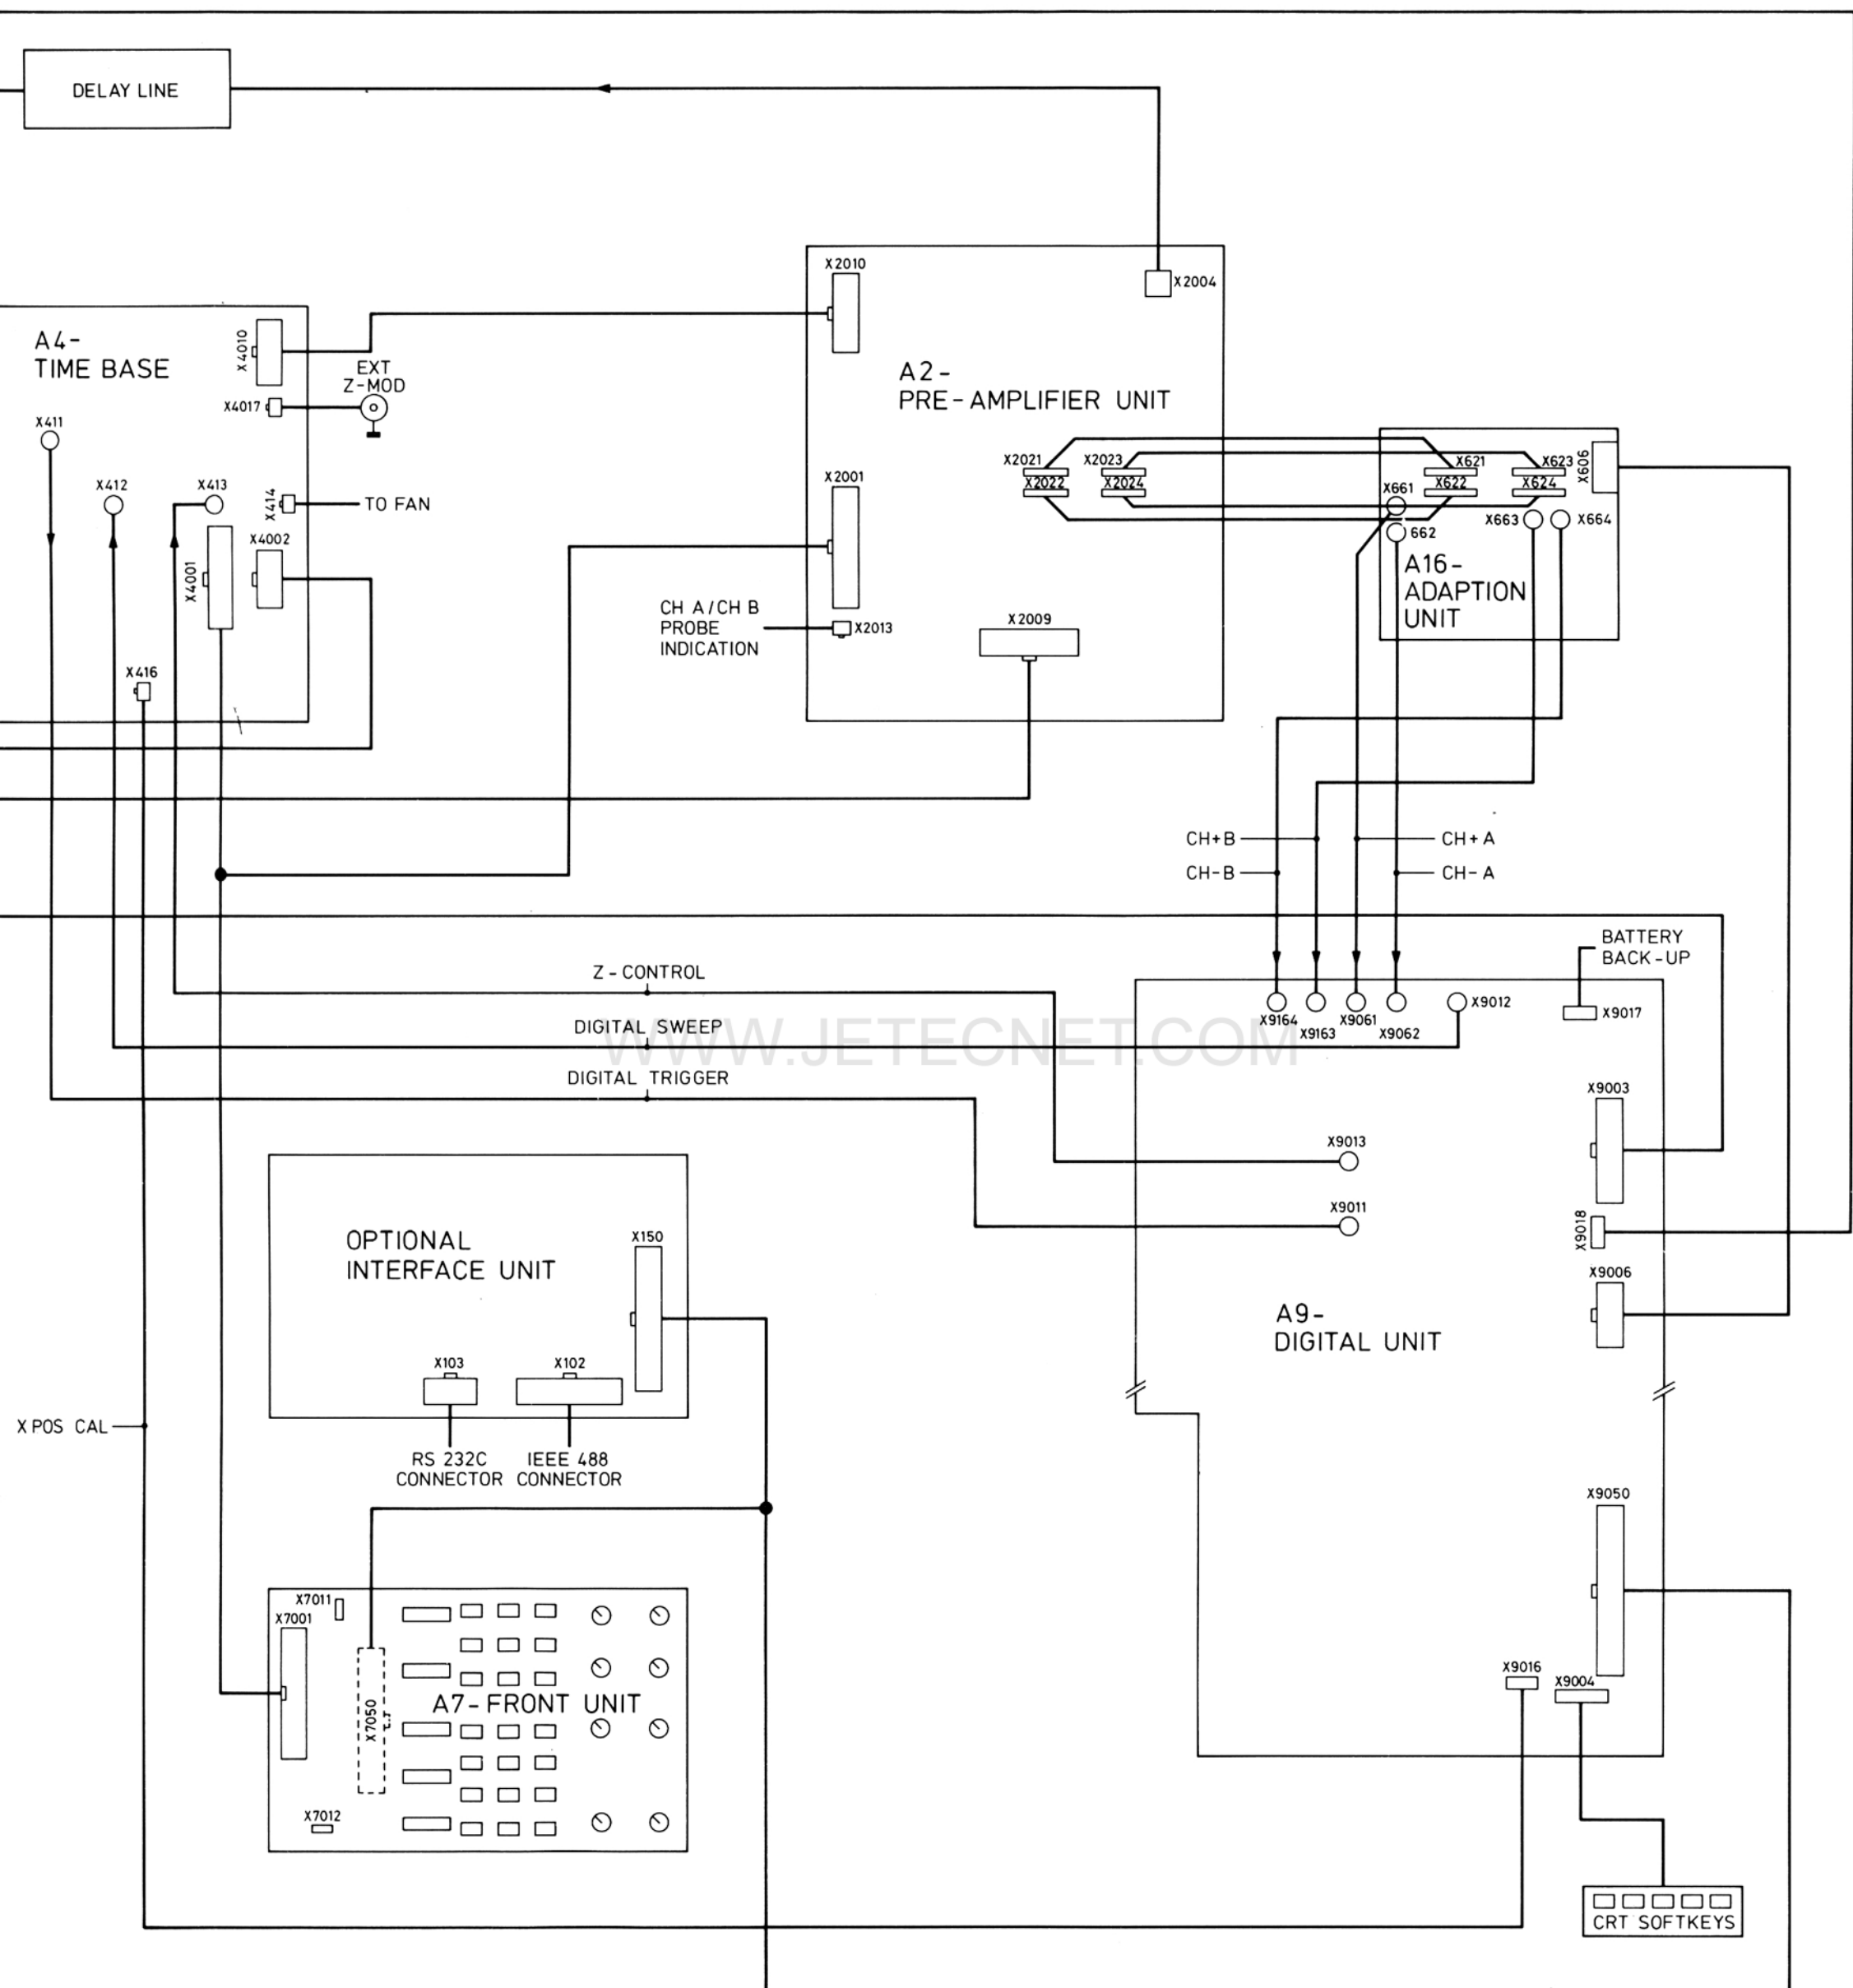 DELAY LINE
X2010
X2004
A4-
TIME BASE
X4010
EXT
Z-MOD
X4017
A2-
PRE-AMPLIFIER UNIT
X411
X412
X413
X414
TO FAN
X4002
X4001
X416
X2021
X2022
X2023
X2024
X2001
CH A/CH B
PROBE
INDICATION
X2013
X2009
X621
X622
X623
X624
X606
X661
662
X663
X664
A16-
ADAPTION
UNIT
CH+B
CH-B
CH+A
CH-A
BATTERY
BACK-UP
Z-CONTROL
DIGITAL SWEEP
DIGITAL TRIGGER
WWW.JETECNET.COM
X9164
X9163
X9061
X9062
X9012
X9017
X9003
X9013
X9011
X9018
X9006
A9-
DIGITAL UNIT
OPTIONAL
INTERFACE UNIT
X150
X103
X102
RS 232C
CONNECTOR
IEEE 488
CONNECTOR
X POS CAL
X9050
X7011
X7001
X7050
A7-FRONT UNIT
X7012
X9016
X9004
CRT SOFTKEYS